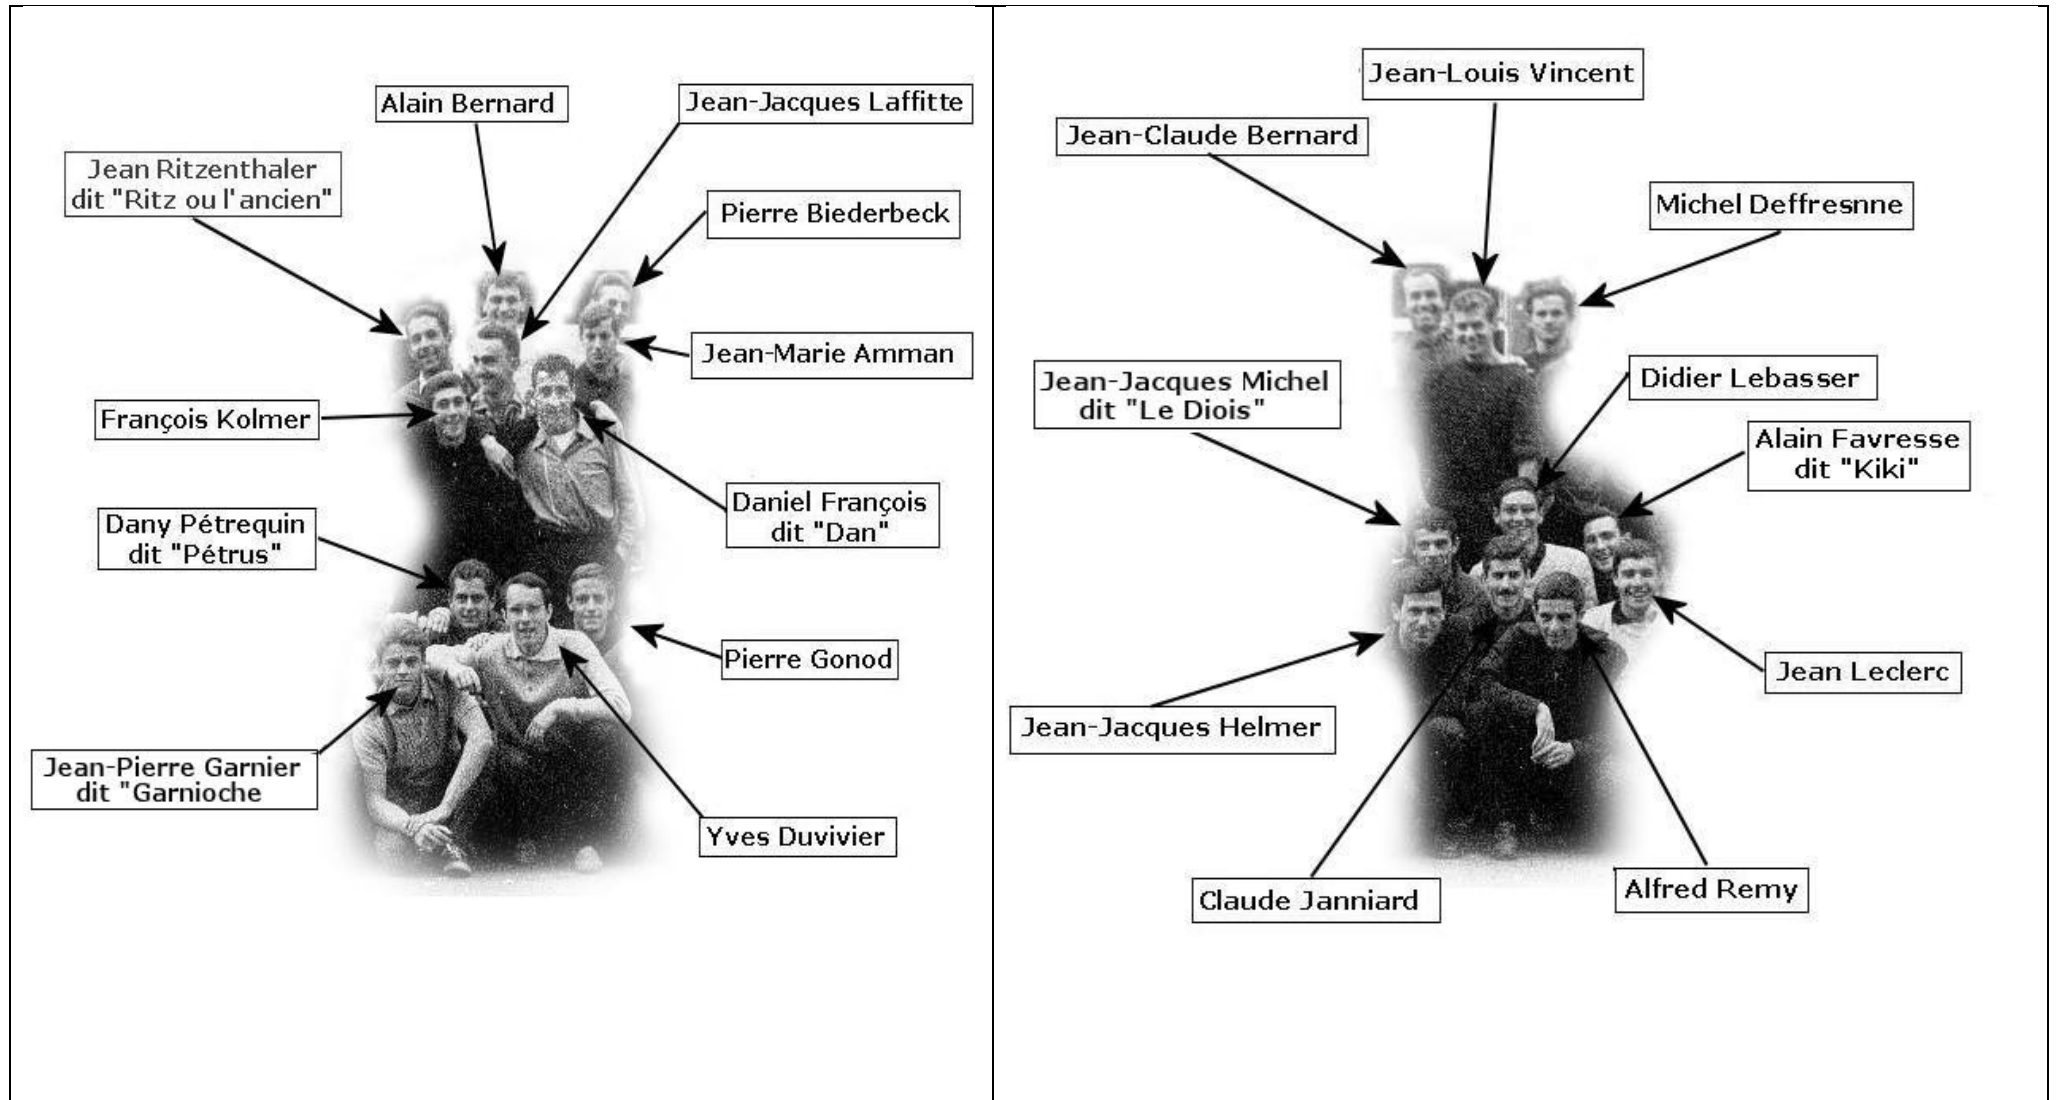 Alain Bernard
Jean-Jacques Laffitte
Jean Ritzenthaler
dit "Ritz ou l'ancien"
Pierre Biederbeck
Jean-Marie Amman
François Kolmer
Daniel François
dit "Dan"
Dany Pétrequin
dit "Pétrus"
Pierre Gonod
Jean-Pierre Garnier
dit "Garnioche
Yves Duvivier
Jean-Louis Vincent
Jean-Claude Bernard
Michel Deffresnne
Jean-Jacques Michel
dit "Le Diois"
Didier Lebasser
Alain Favresse
dit "Kiki"
Jean Leclerc
Jean-Jacques Helmer
Claude Janniard
Alfred Remy